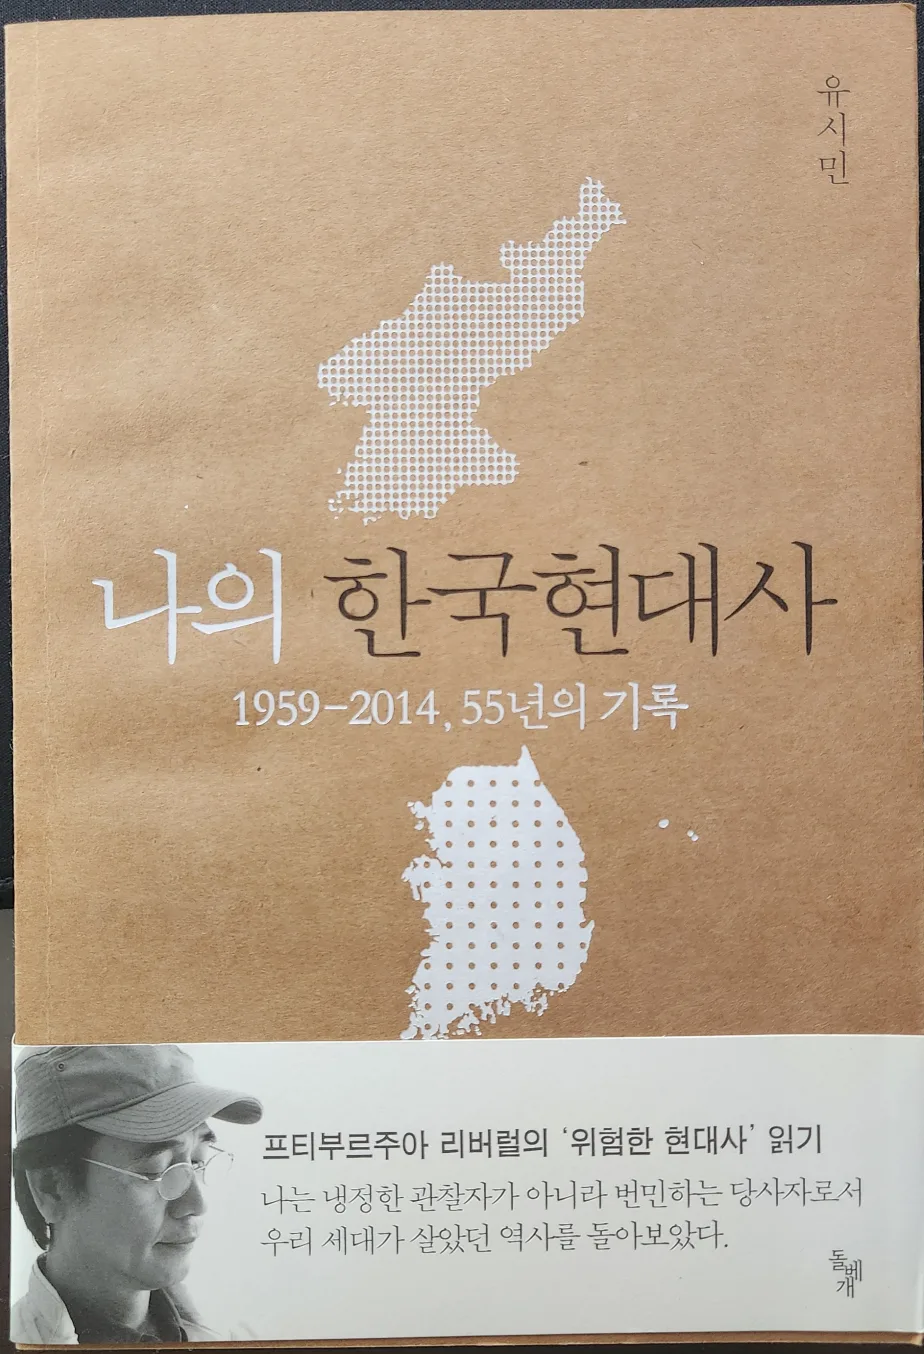 유시민
나의 한국현대사
1959-2014, 55년의 기록
프티부르주아 리버럴의 '위험한 현대사' 읽기
나는 냉정한 관찰자가 아니라 번민하는 당사자로서
우리 세대가 살았던 역사를 돌아보았다.
돌베개